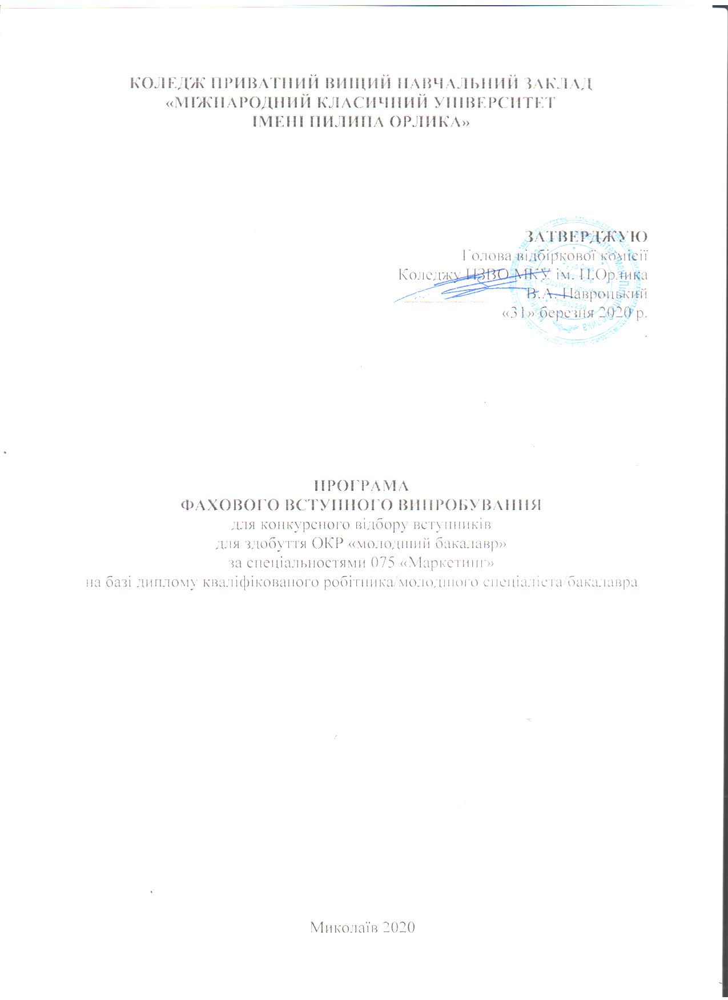 КОЛЕДЖ ПРИВАТНИЙ ВИЩИЙ НАВЧАЛЬНИЙ ЗАКЛАД
«МІЖНАРОДНИЙ КЛАСИЧНИЙ УНІВЕРСИТЕТ
ІМЕНІ ПИЛИПА ОРЛИКА»
ЗАТВЕРДЖУЮ
Голова відбіркової комісії
Коледжу ПЗВО МКУ ім. П.Орлика
В.А. Навроцький
«31» березня 2020 р.
ПРОГРАМА
ФАХОВОГО ВСТУПНОГО ВИПРОБУВАННЯ
для конкурсного відбору вступників
для здобуття ОКР «молодший бакалавр»
за спеціальностями 075 «Маркетинг»
на базі диплому кваліфікованого робітника/молодшого спеціаліста/бакалавра
Миколаїв 2020